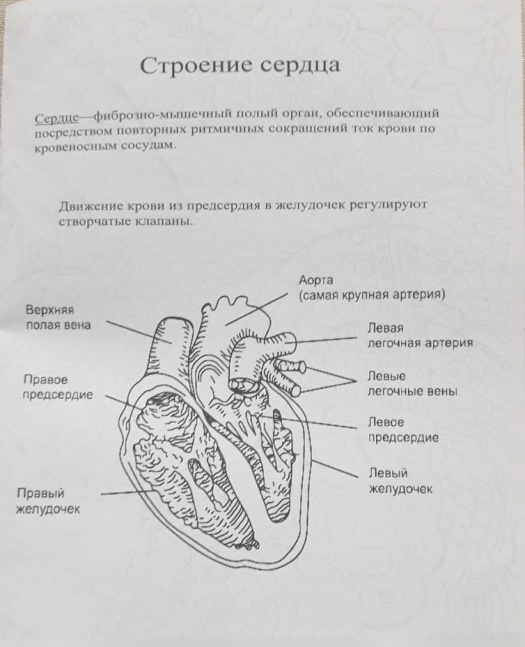 Строение сердца
Сердце—фиброзно-мышечный полый орган, обеспечивающий
посредством повторных ритмичных сокращений ток крови по
кровеносным сосудам.
Движение крови из предсердия в желудочек регулируют
створчатые клапаны.
Аорта
(самая крупная артерия)
Верхняя
полая вена
Левая
легочная артерия
Правое
предсердие
Левые
легочные вены
Левое
предсердие
Левый
желудочек
Правый
желудочек